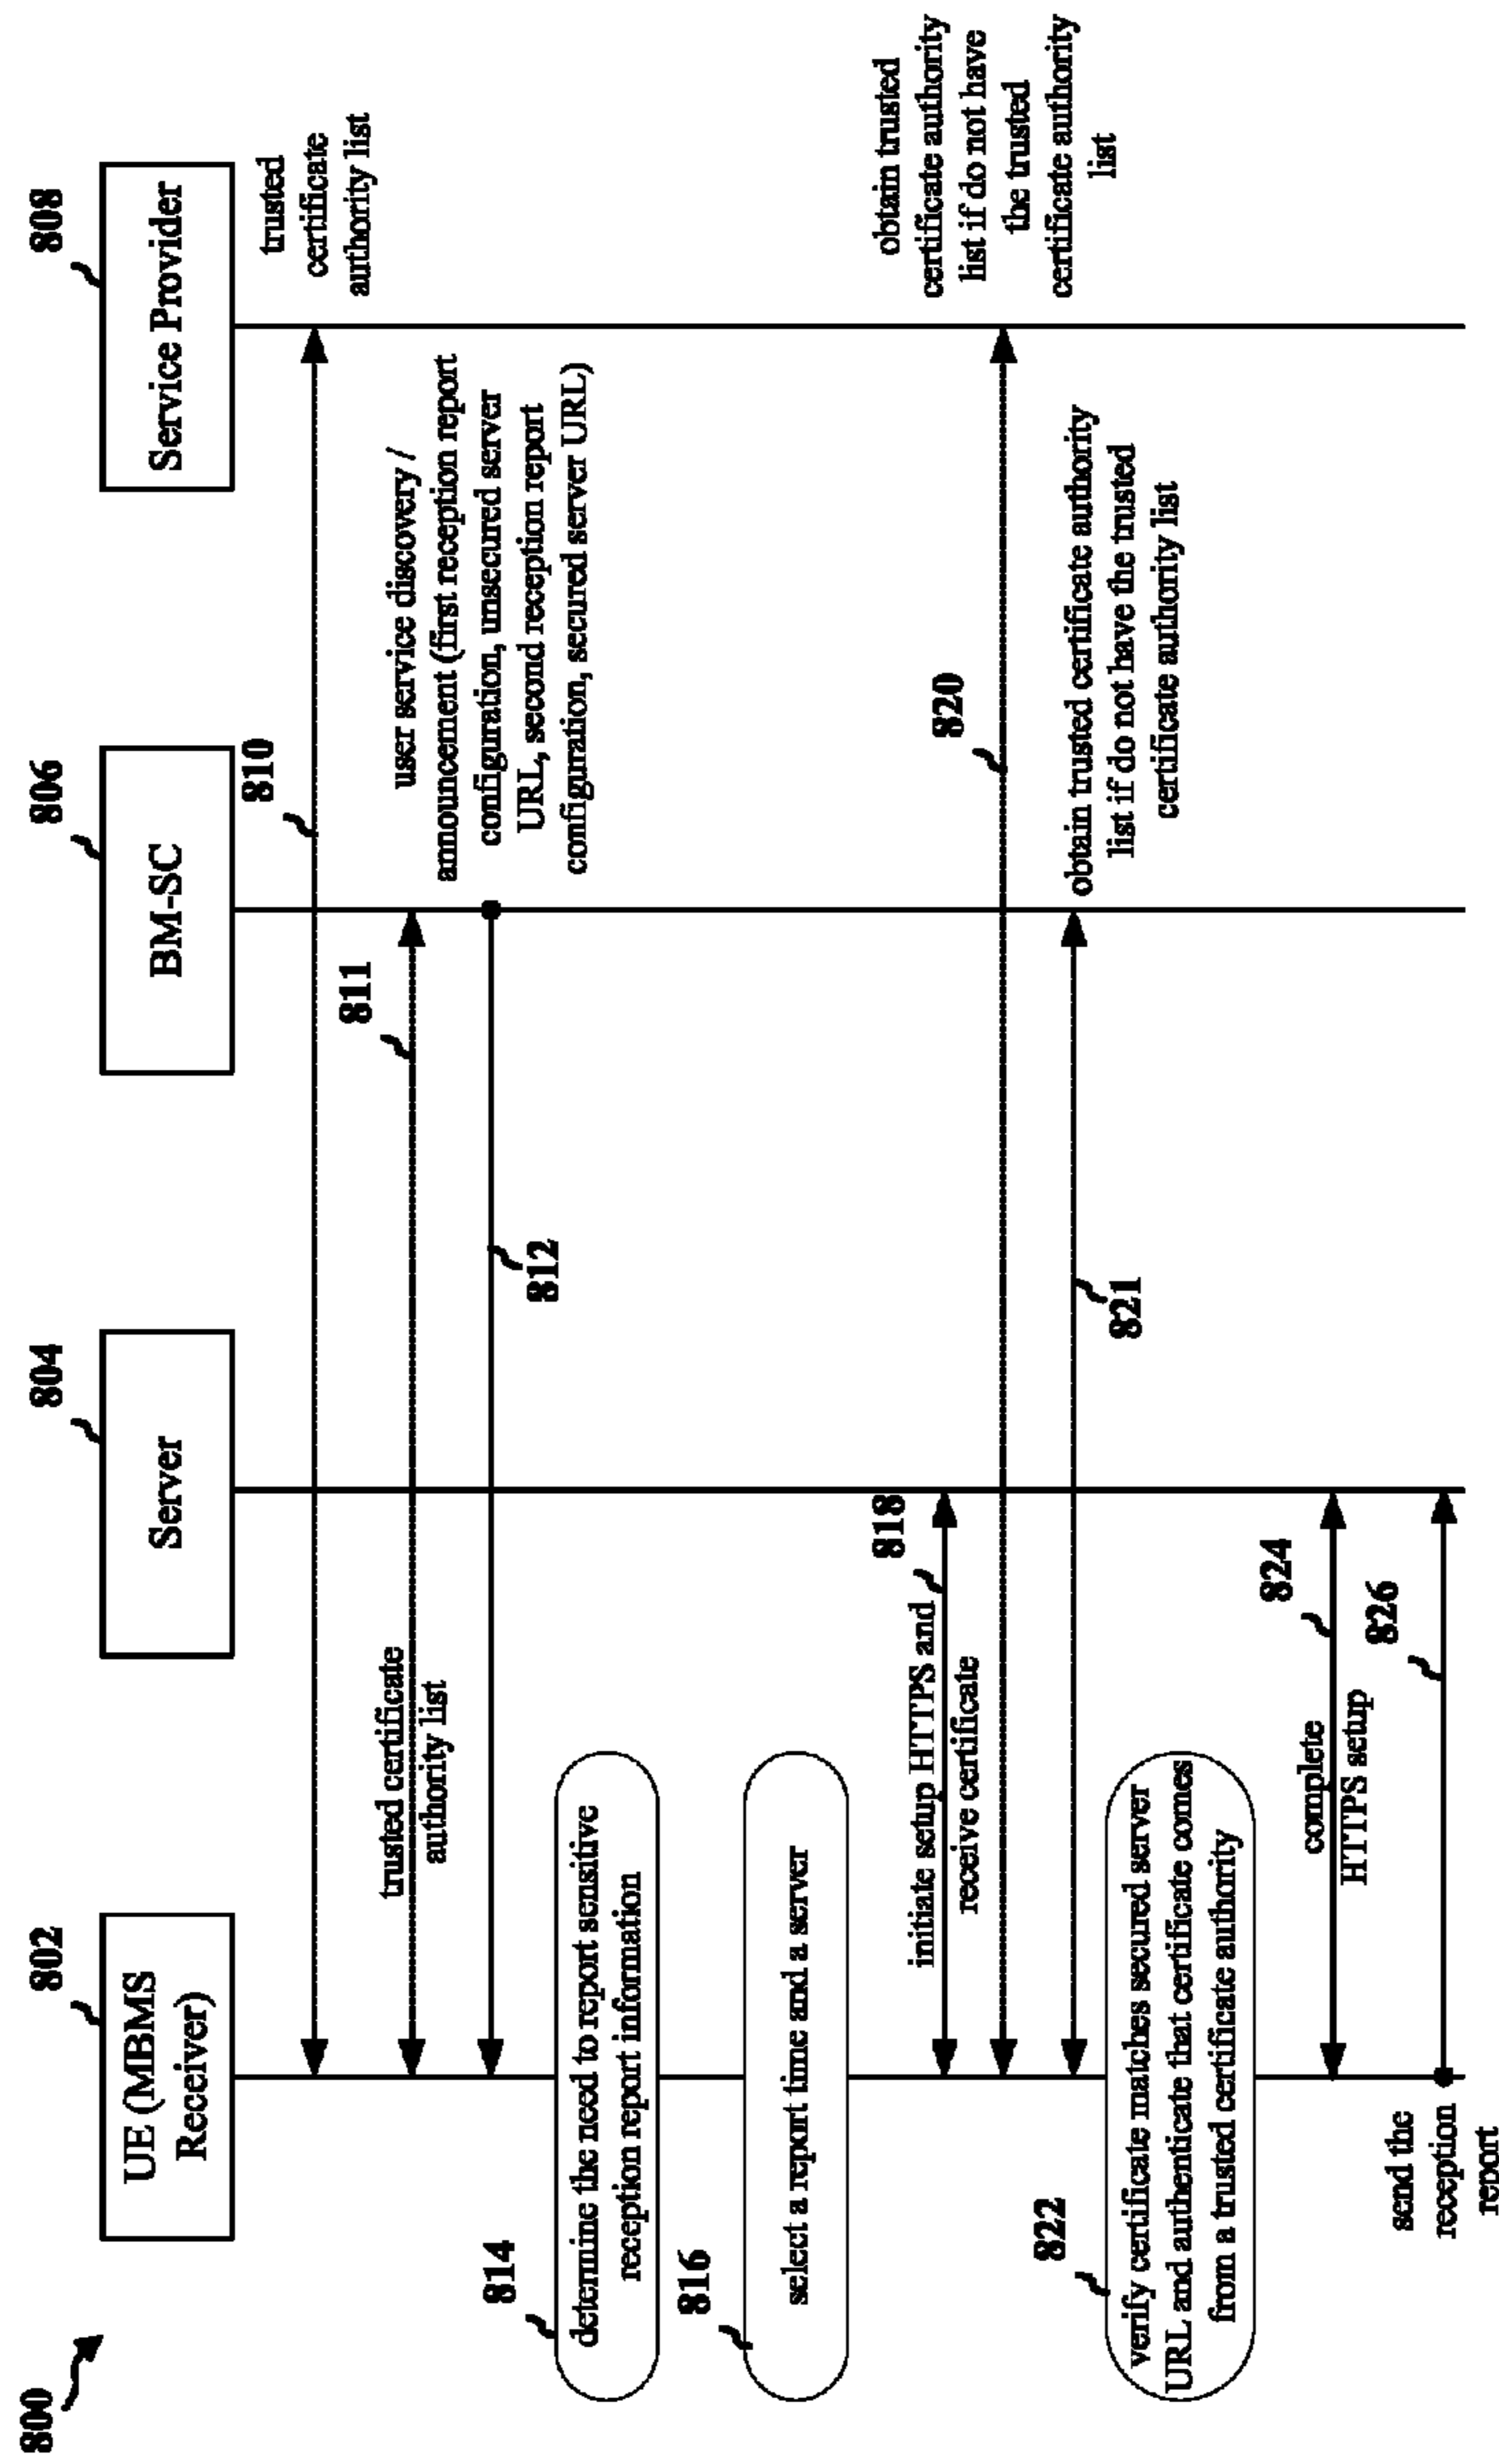 800
802
UE (MBMS
Receiver)
804
Server
806
BM-SC
808
Service Provider
810
trusted
certificate
authority list
811
trusted certificate
authority list
812
user service discovery /
announcement (first reception report
configuration, unsecured server
URL, second reception report
configuration, secured server URL)
814
determine the need to report sensitive
reception report information
816
select a report time and a server
818
initiate setup HTTPS and
receive certificate
820
obtain trusted
certificate authority
list if do not have
the trusted
certificate authority
list
821
obtain trusted certificate authority
list if do not have the trusted
certificate authority list
822
verify certificate matches secured server
URL and authenticate that certificate comes
from a trusted certificate authority
824
complete
HTTPS setup
826
send the
reception
report